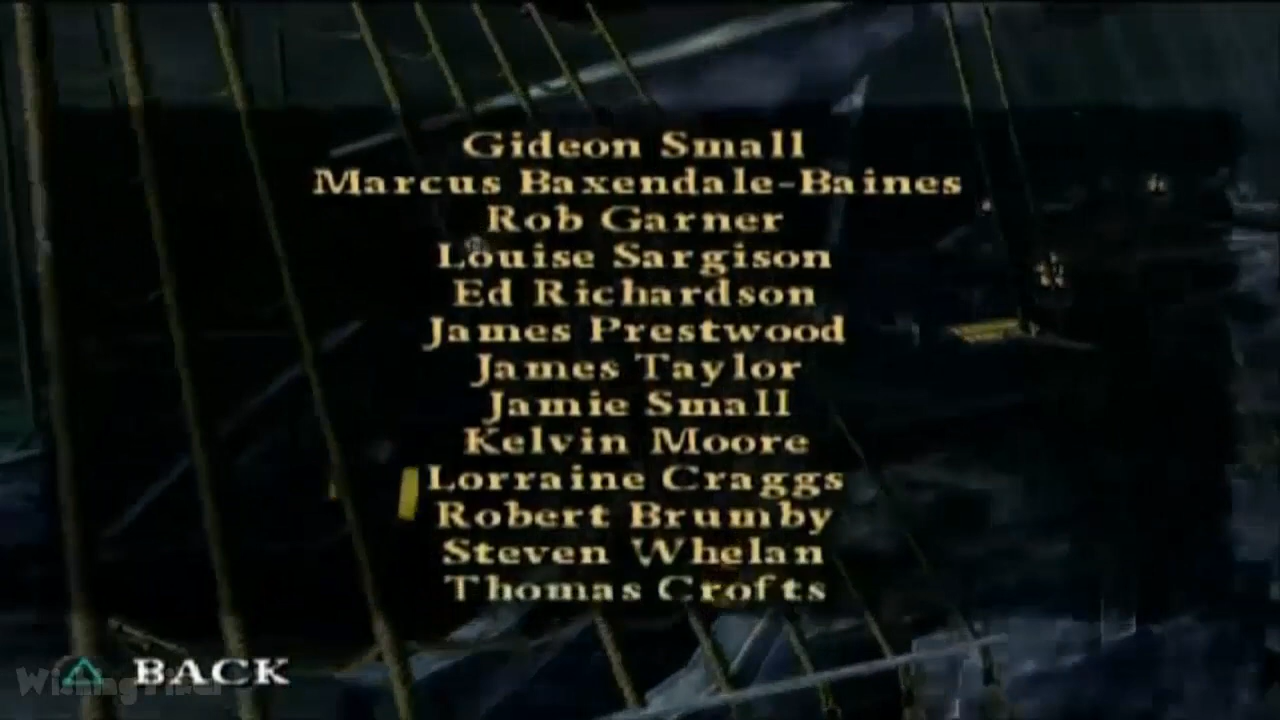 Gideon Small
Marcus Baxendale-Baines
Rob Garner
Louise Sargison
Ed Richardson
James Prestwood
James Taylor
Jamie Small
Kelvin Moore
Lorraine Craggs
Robert Brumby
Steven Whelan
Thomas Crofts
BACK